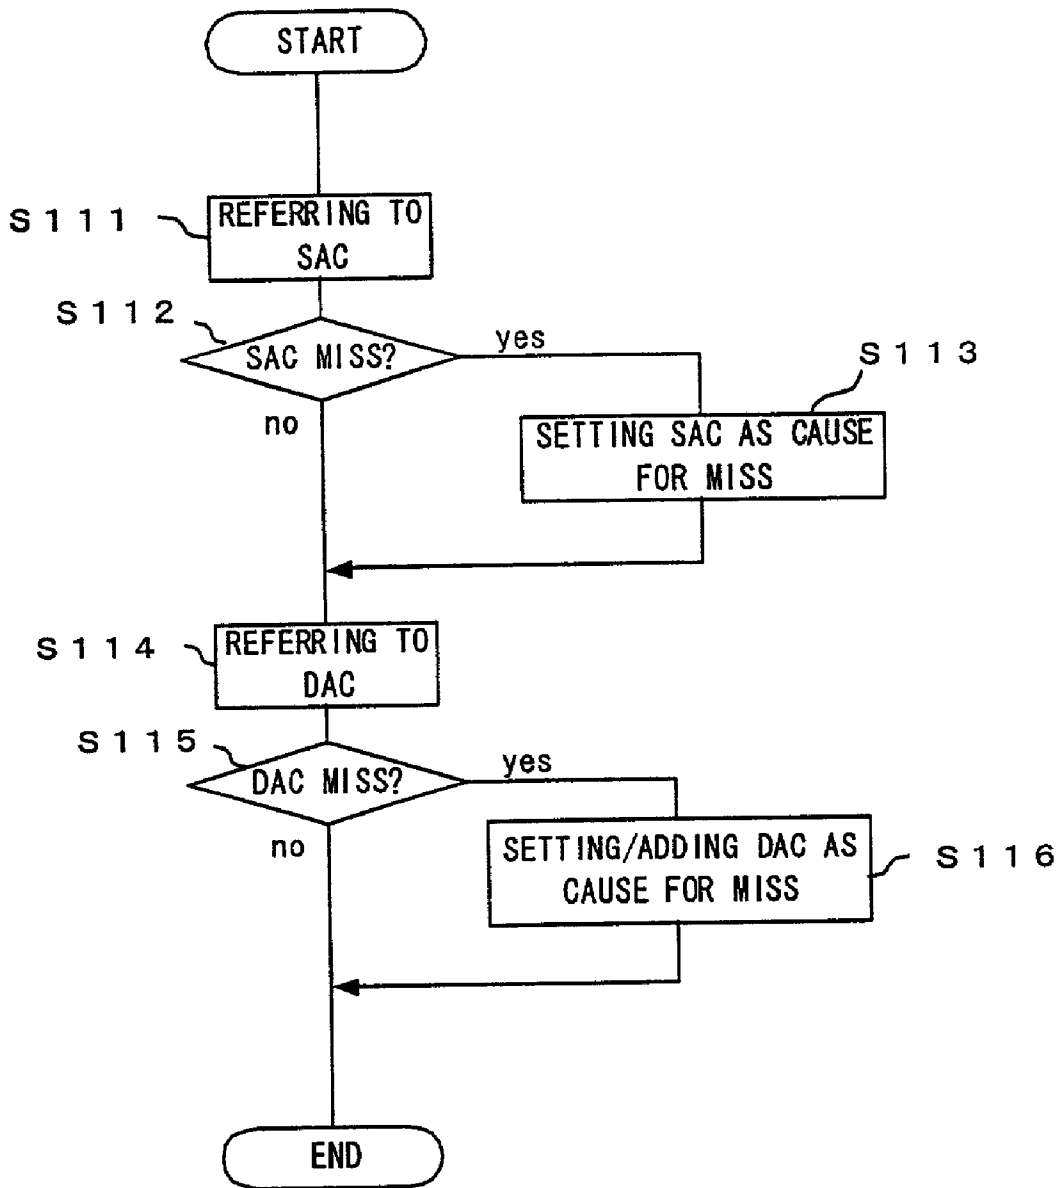 START
S111
REFERRING TO
SAC
S112
SAC MISS?
yes
no
S113
SETTING SAC AS CAUSE
FOR MISS
S114
REFERRING TO
DAC
S115
DAC MISS?
yes
no
SETTING/ADDING DAC AS
CAUSE FOR MISS
S116
END